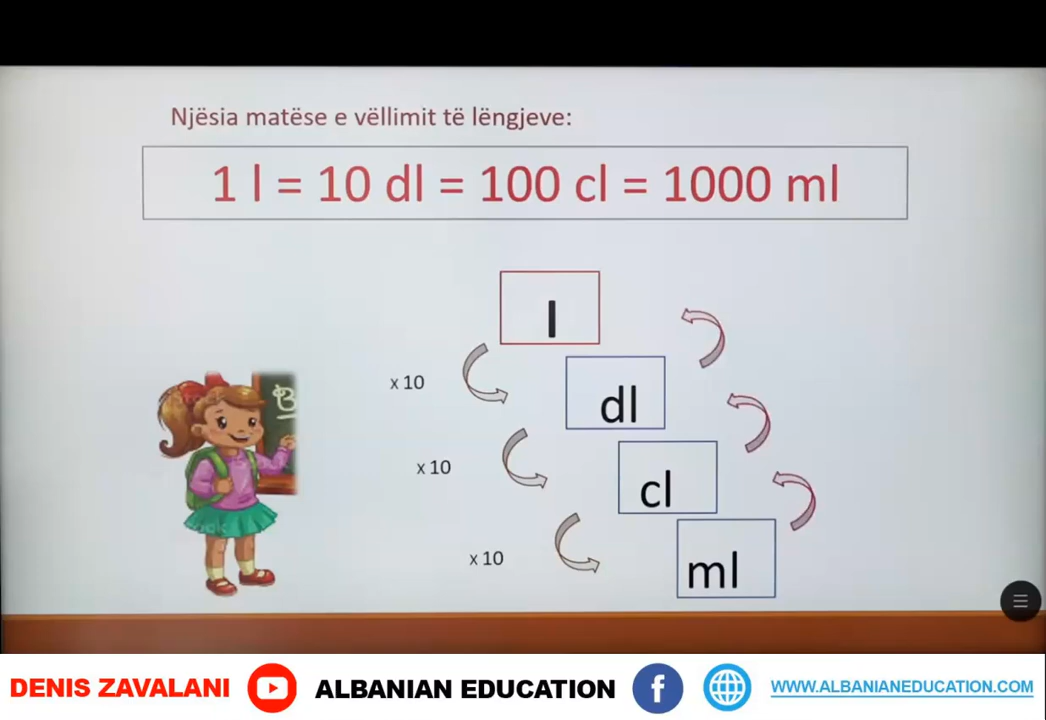 Njësia matëse e vëllimit të lëngjeve:
1 l = 10 dl = 100 cl = 1000 ml
l
x 10
dl
x 10
cl
x 10
ml
DENIS ZAVALANI ALBANIAN EDUCATION WWW.ALBANIANEDUCATION.COM